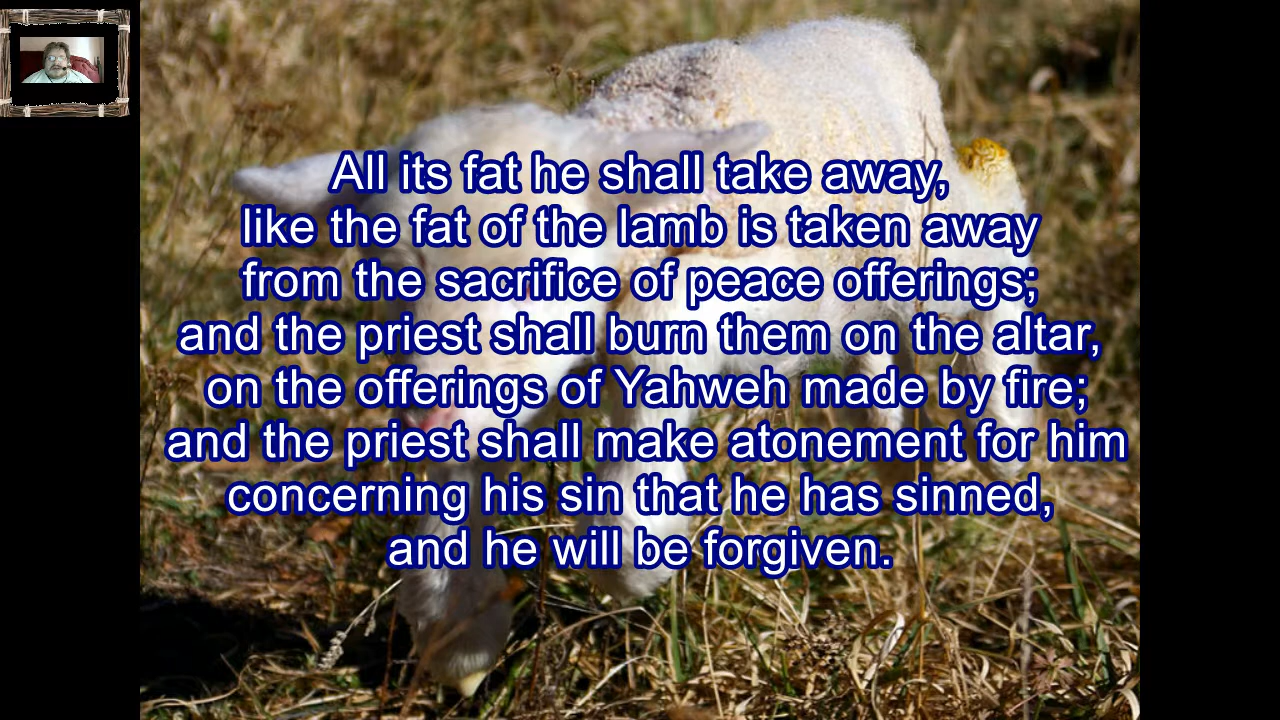 All its fat he shall take away,
like the fat of the lamb is taken away
from the sacrifice of peace offerings;
and the priest shall burn them on the altar,
on the offerings of Yahweh made by fire;
and the priest shall make atonement for him
concerning his sin that he has sinned,
and he will be forgiven.